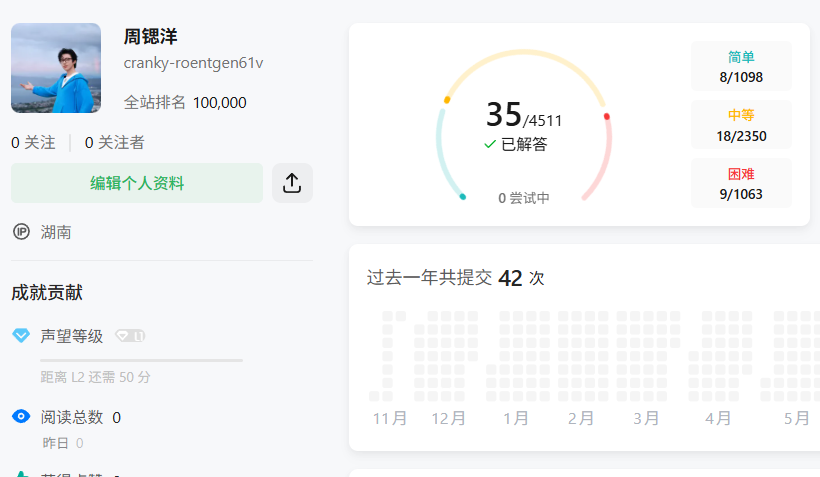 周锶洋
cranky-roentgen61v
全站排名 100,000
0 关注 0 关注者
编辑个人资料
IP 湖南
成就贡献
声望等级 L1
距离 L2 还需 50 分
阅读总数 0
昨日 0
35/4511
已解答
0 尝试中
简单
8/1098
中等
18/2350
困难
9/1063
过去一年共提交 42 次
11月 12月 1月 2月 3月 4月 5月